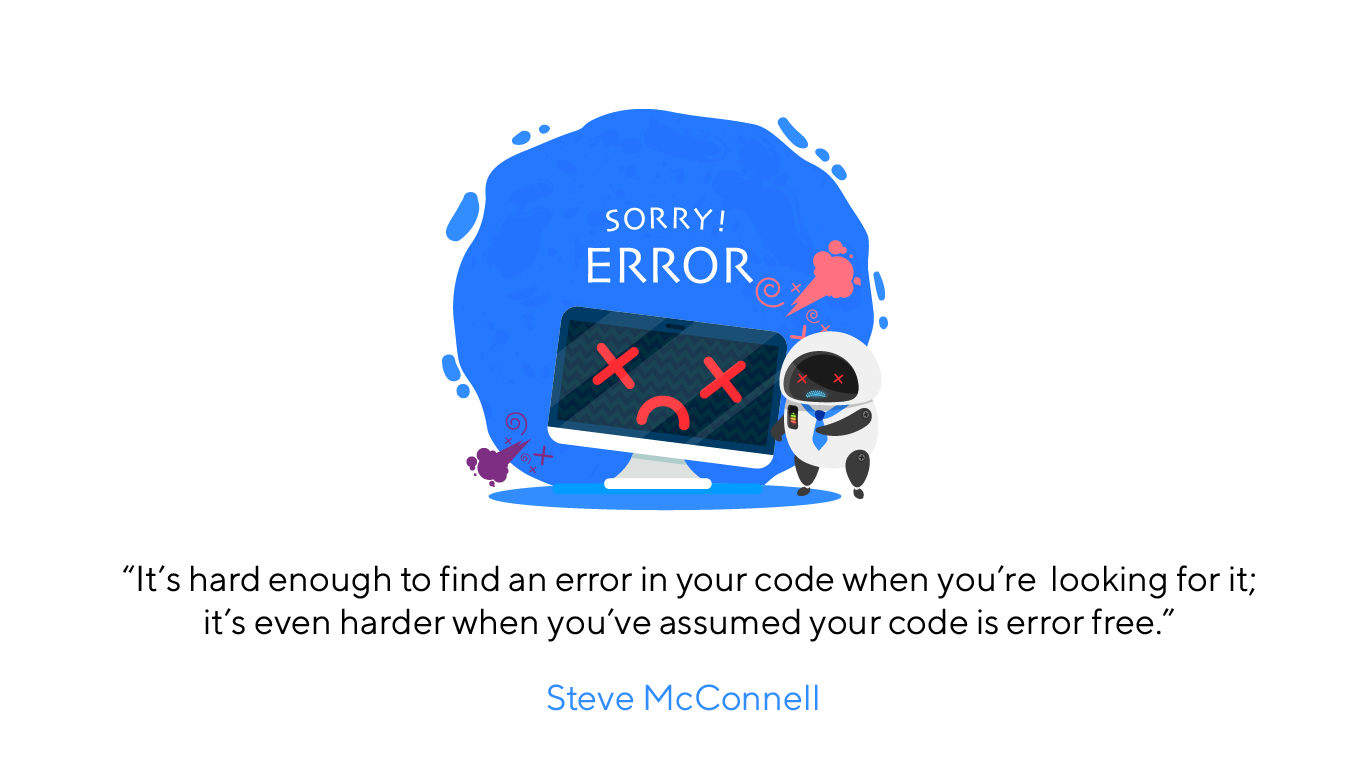 SORRY!
ERROR
“It’s hard enough to find an error in your code when you’re looking for it;
it’s even harder when you’ve assumed your code is error free.”
Steve McConnell